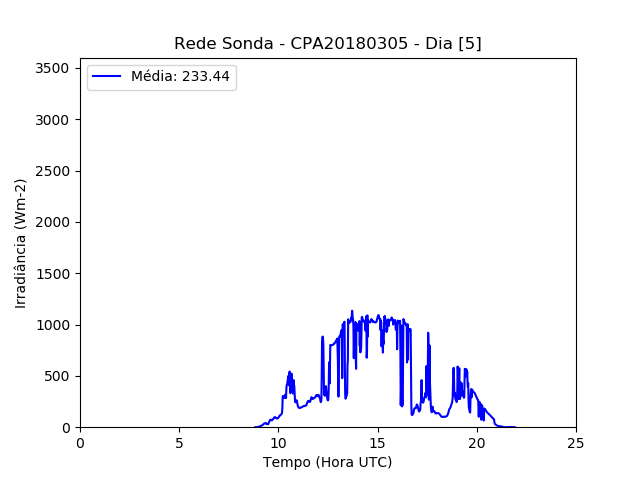 Rede Sonda - CPA20180305 - Dia [5]
Média: 233.44
3500
3000
2500
2000
1500
1000
500
0
Irradiância (Wm-2)
0 5 10 15 20 25
Tempo (Hora UTC)